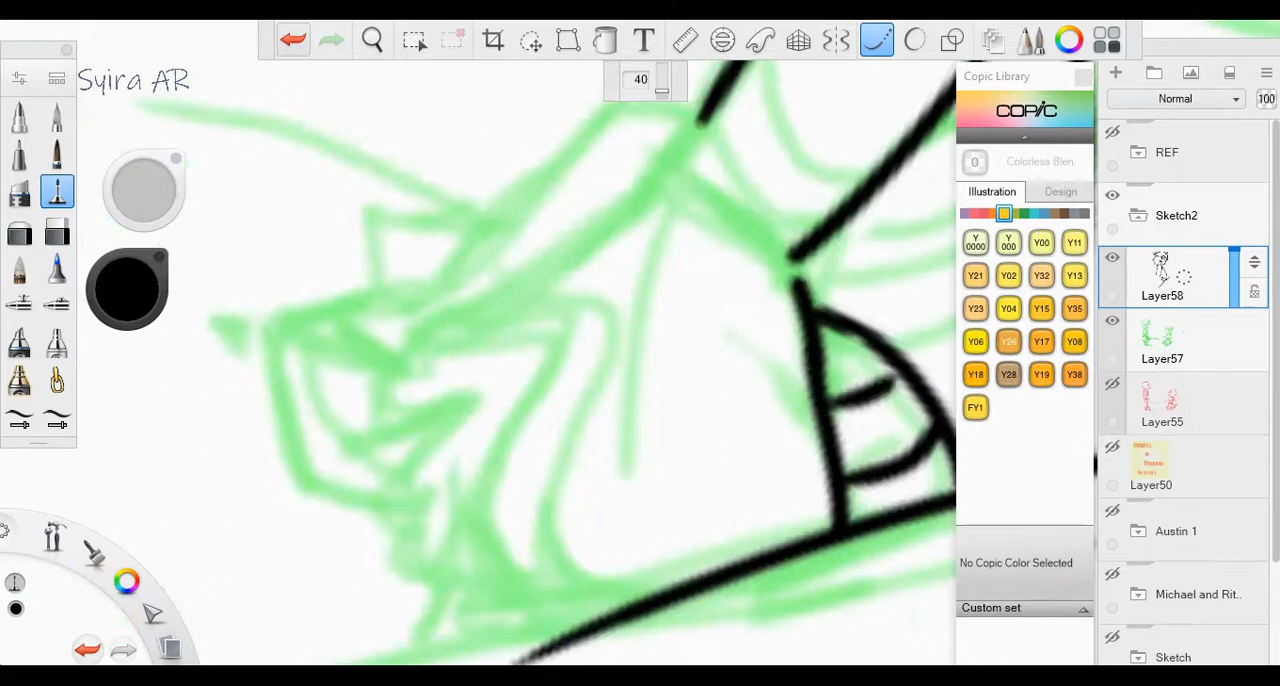 Syira AR
T
40
Copic Library
COPIC
0 Colorless Blen.
Illustration Design
Y 0000 Y 000 Y00 Y11
Y21 Y02 Y32 Y13
Y23 Y04 Y15 Y35
Y06 Y26 Y17 Y08
Y18 Y28 Y19 Y38
FY1
No Copic Color Selected
Custom set
Normal 100
REF
Sketch2
Layer58
Layer57
Layer55
Layer50
Austin 1
Michael and Rit..
Sketch